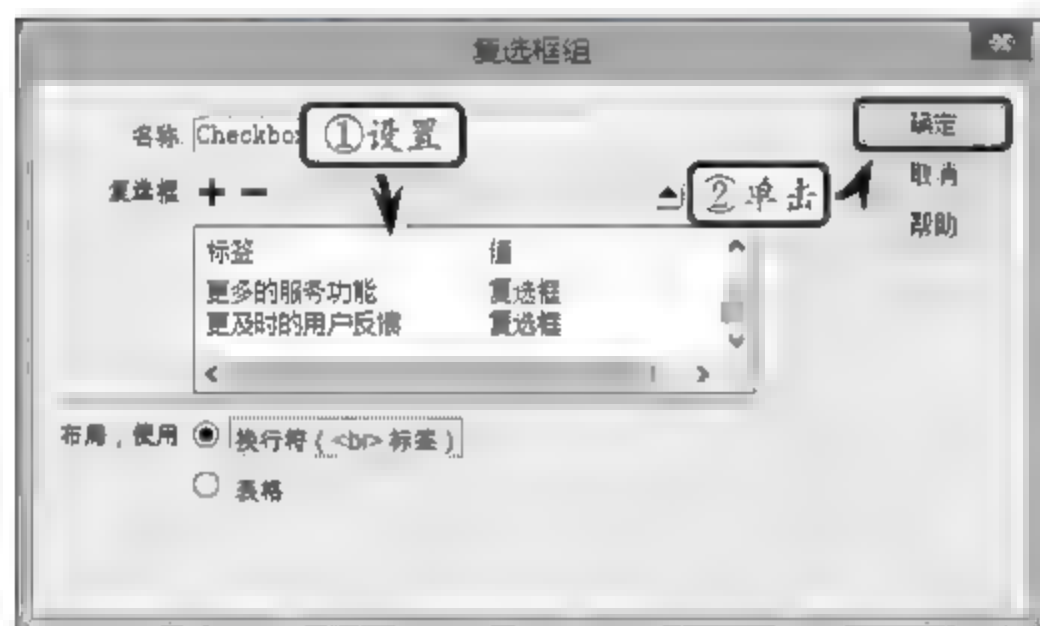 复选框组
名称: Checkbo ①设置 确定
复选框 ②单击 取消
帮助
标签 值
更多的服务功能 复选框
更及时的用户反馈 复选框
布局，使用 换行符（<br> 标签）
表格